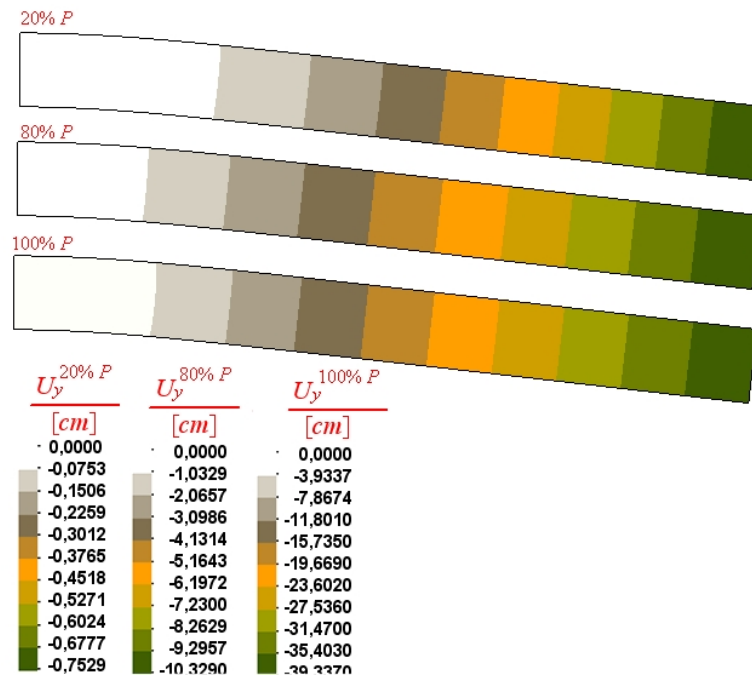 20% P
80% P
100% P
Uy 20% P Uy 80% P Uy 100% P
[cm] [cm] [cm]
0,0000 0,0000 0,0000
-0,0753 -1,0329 -3,9337
-0,1506 -2,0657 -7,8674
-0,2259 -3,0986 -11,8010
-0,3012 -4,1314 -15,7350
-0,3765 -5,1643 -19,6690
-0,4518 -6,1972 -23,6020
-0,5271 -7,2300 -27,5360
-0,6024 -8,2629 -31,4700
-0,6777 -9,2957 -35,4030
-0,7529 -10,3290 -39,3370